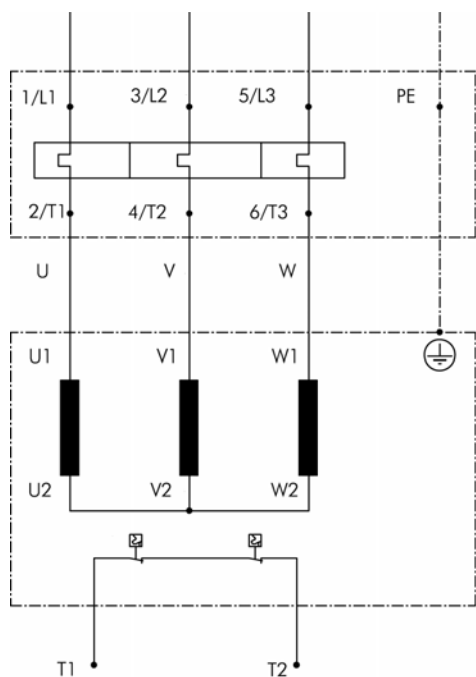 1/L1 3/L2 5/L3 PE
2/T1 4/T2 6/T3
U V W
U1 V1 W1
U2 V2 W2
T1 T2